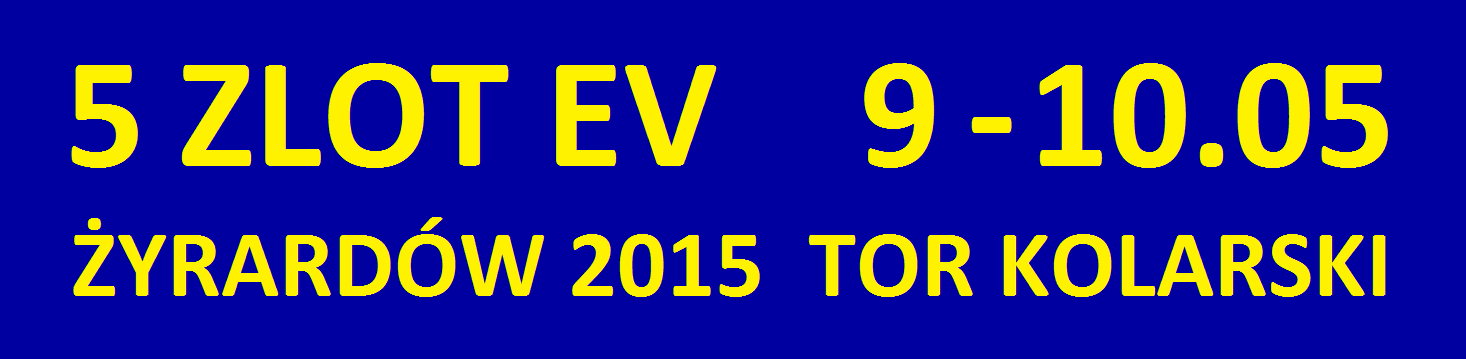 5 ZLOT EV 9 - 10.05
ŻYRARDÓW 2015 TOR KOLARSKI